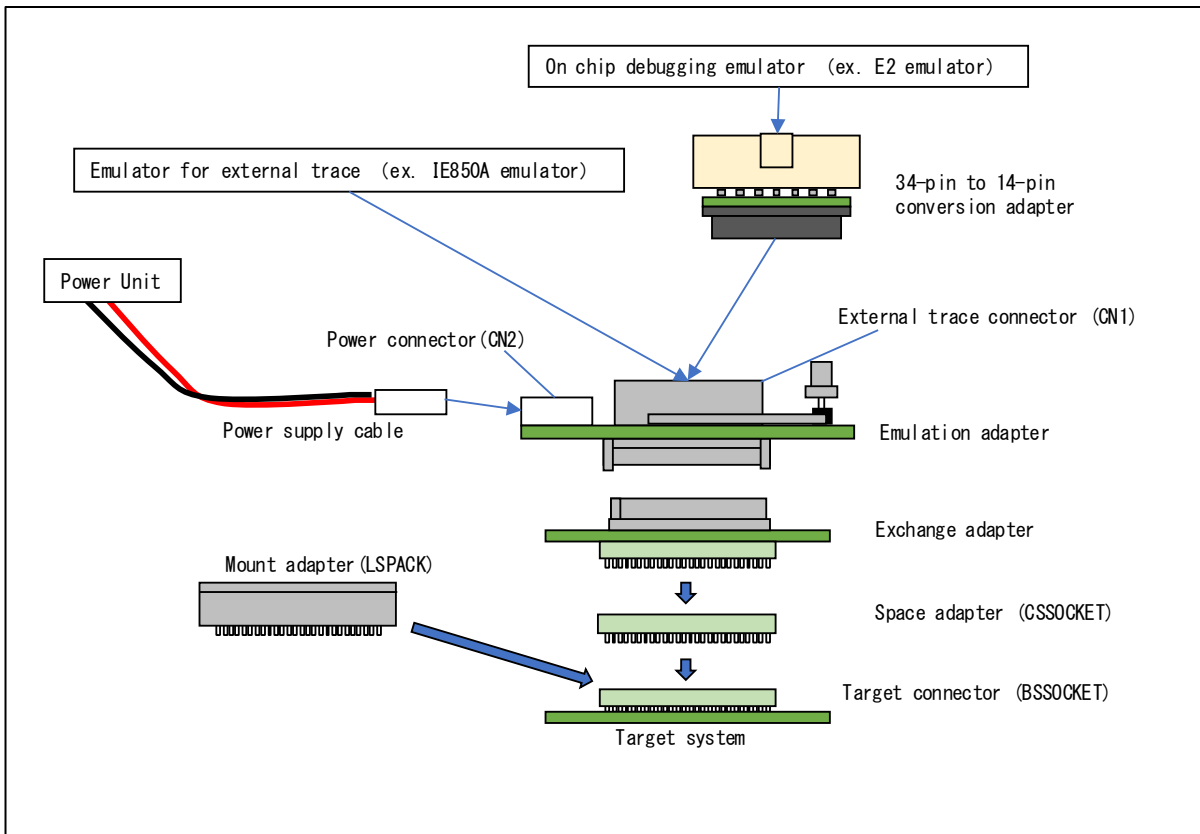 On chip debugging emulator (ex. E2 emulator)
Emulator for external trace (ex. IE850A emulator)
34-pin to 14-pin
conversion adapter
Power Unit
External trace connector (CN1)
Power connector(CN2)
Power supply cable
Emulation adapter
Exchange adapter
Mount adapter(LSPACK)
Space adapter (CSSOCKET)
Target connector (BSSOCKET)
Target system